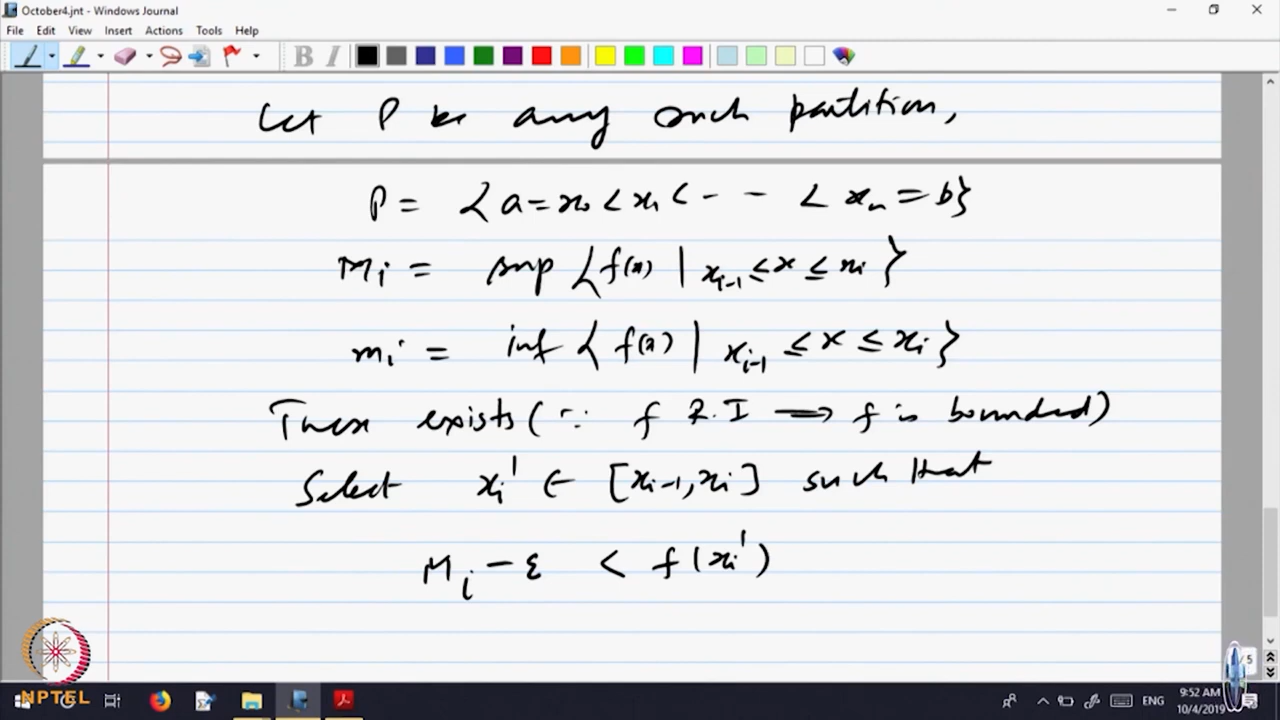 October4.jnt - Windows Journal
File Edit View Insert Actions Tools Help
B I
Let P be any such partition,
P = {a = x₀ < x₁ < - - < xₙ = b}
Mᵢ = sup {f(x) | xᵢ₋₁ ≤ x ≤ xᵢ}
mᵢ = inf {f(x) | xᵢ₋₁ ≤ x ≤ xᵢ}
These exists (∵ f R.I ⟹ f is bounded)
Select xᵢ' ∈ [xᵢ₋₁, xᵢ] such that
Mᵢ - ε < f(xᵢ')
/ 5
NPTEL
ENG
9:52 AM
10/4/2019